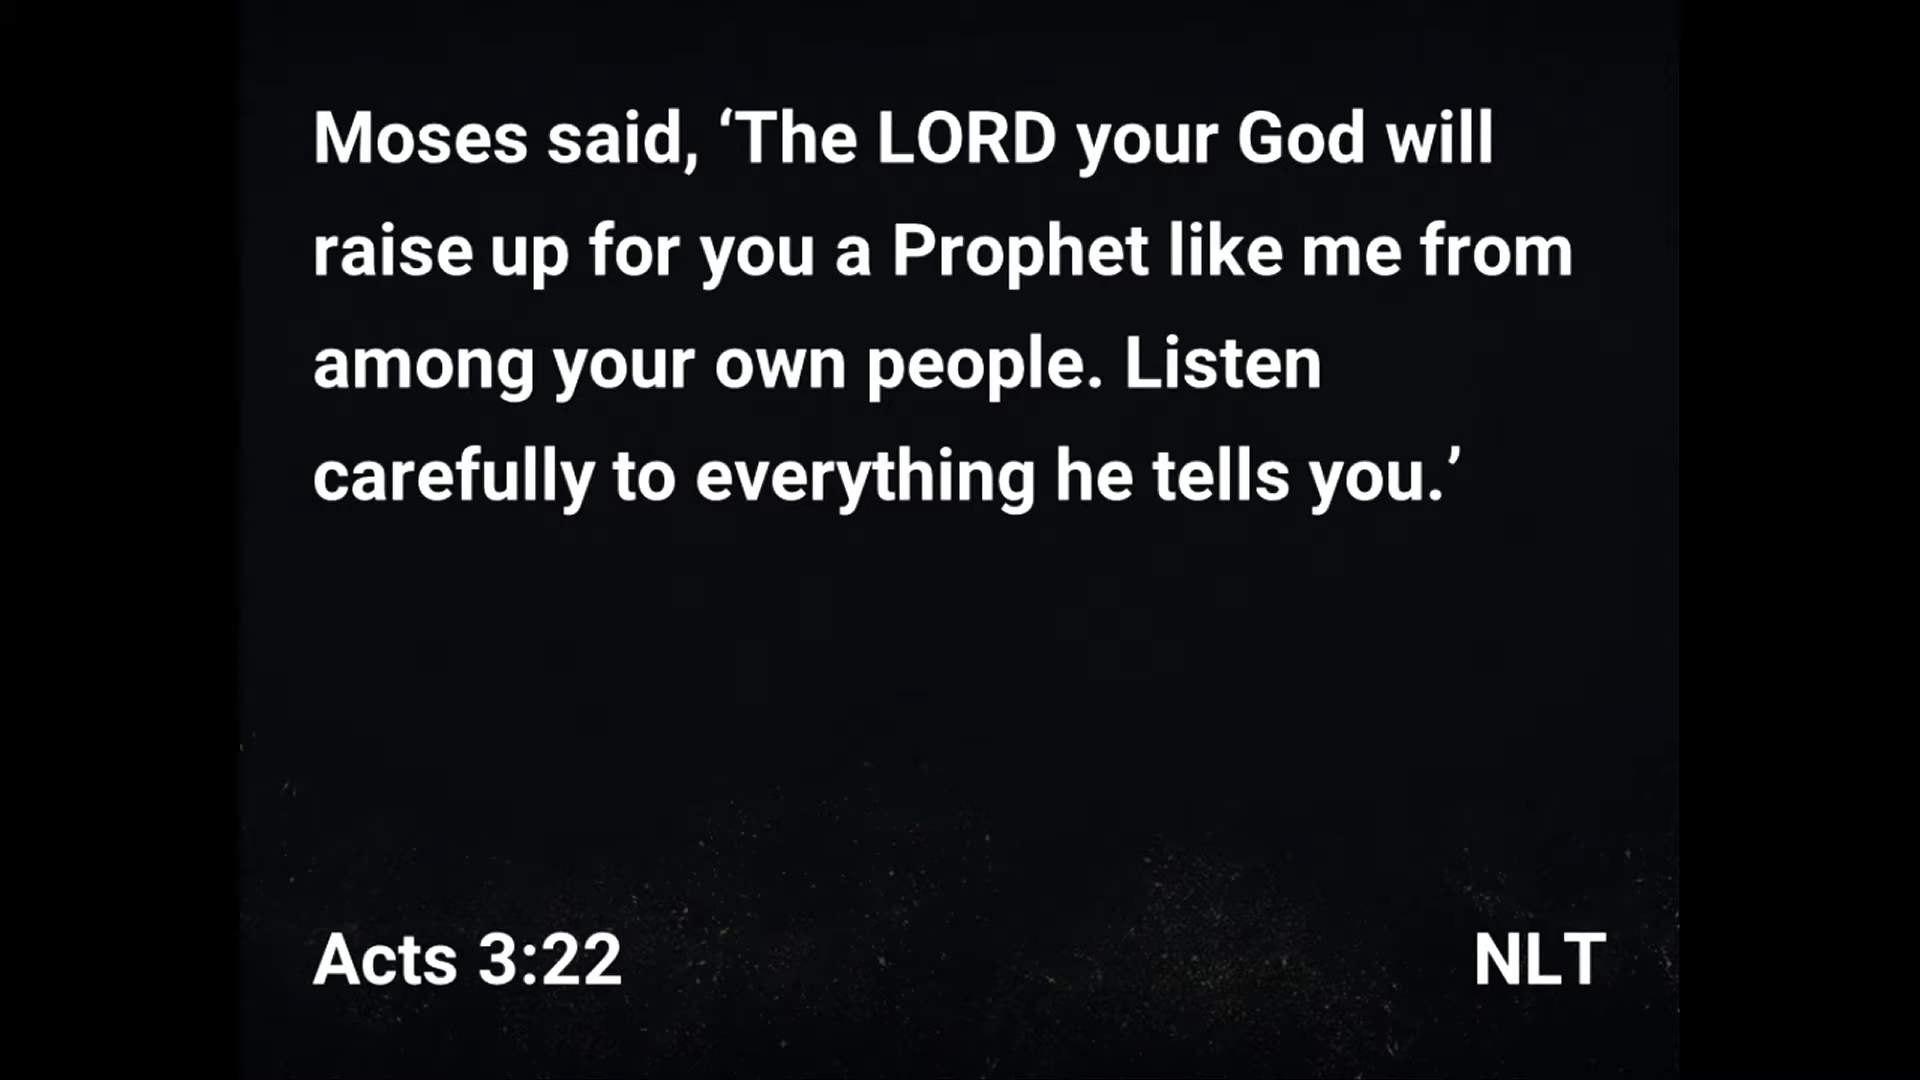 Moses said, ‘The LORD your God will
raise up for you a Prophet like me from
among your own people. Listen
carefully to everything he tells you.’
Acts 3:22
NLT